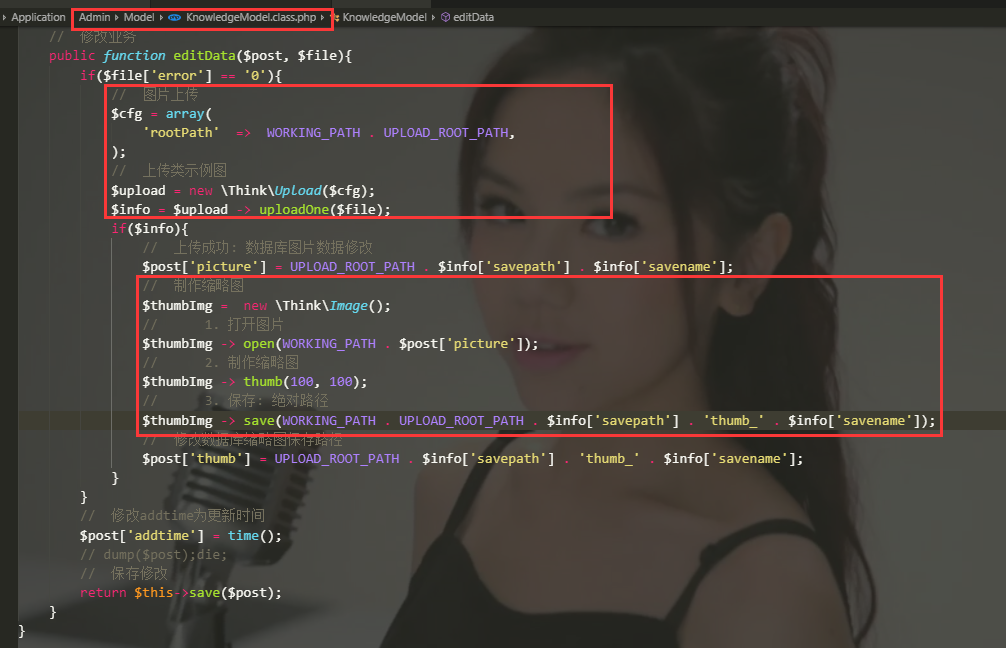 Application Admin Model KnowledgeModel.class.php KnowledgeModel editData
// 修改业务
public function editData($post, $file){
if($file['error'] == '0'){
// 图片上传
$cfg = array(
'rootPath' => WORKING_PATH . UPLOAD_ROOT_PATH,
);
// 上传类示例图
$upload = new \Think\Upload($cfg);
$info = $upload -> uploadOne($file);
if($info){
// 上传成功: 数据库图片数据修改
$post['picture'] = UPLOAD_ROOT_PATH . $info['savepath'] . $info['savename'];
// 制作缩略图
$thumbImg = new \Think\Image();
// 1. 打开图片
$thumbImg -> open(WORKING_PATH . $post['picture']);
// 2. 制作缩略图
$thumbImg -> thumb(100, 100);
// 3. 保存: 绝对路径
$thumbImg -> save(WORKING_PATH . UPLOAD_ROOT_PATH . $info['savepath'] . 'thumb_' . $info['savename']);
// 修改数据库缩略图保存路径
$post['thumb'] = UPLOAD_ROOT_PATH . $info['savepath'] . 'thumb_' . $info['savename'];
}
}
// 修改addtime为更新时间
$post['addtime'] = time();
// dump($post);die;
// 保存修改
return $this->save($post);
}
}